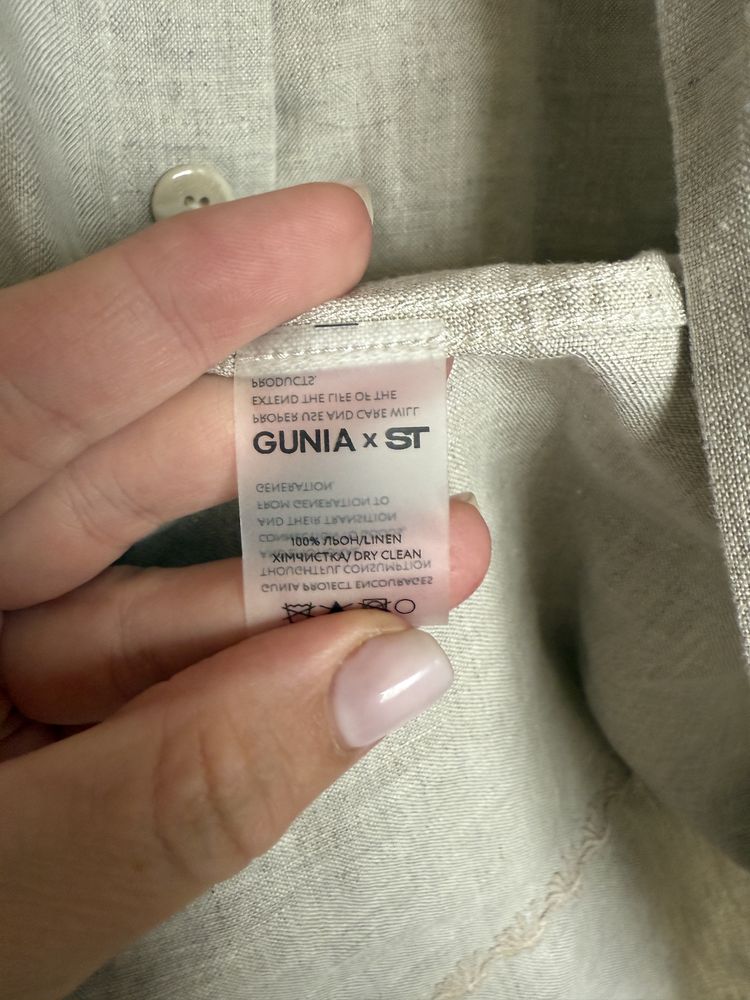 GUNIA x ST
100% ЛЬОН/LINEN
ХІМЧИСТКА/ DRY CLEAN
GUNIA PROJECT ENCOURAGES
THOUGHTFUL CONSUMPTION
GOODS,
AND THEIR TRANSITION
FROM GENERATION TO
GENERATION.
PROPER USE AND CARE WILL
EXTEND THE LIFE OF THE
PRODUCTS.